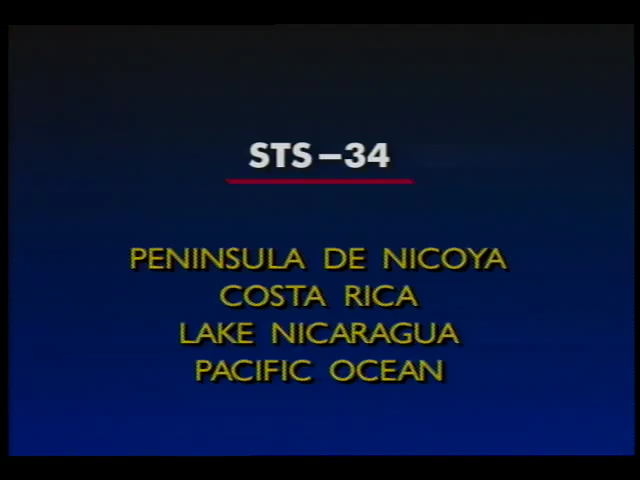 STS-34
PENINSULA DE NICOYA
COSTA RICA
LAKE NICARAGUA
PACIFIC OCEAN